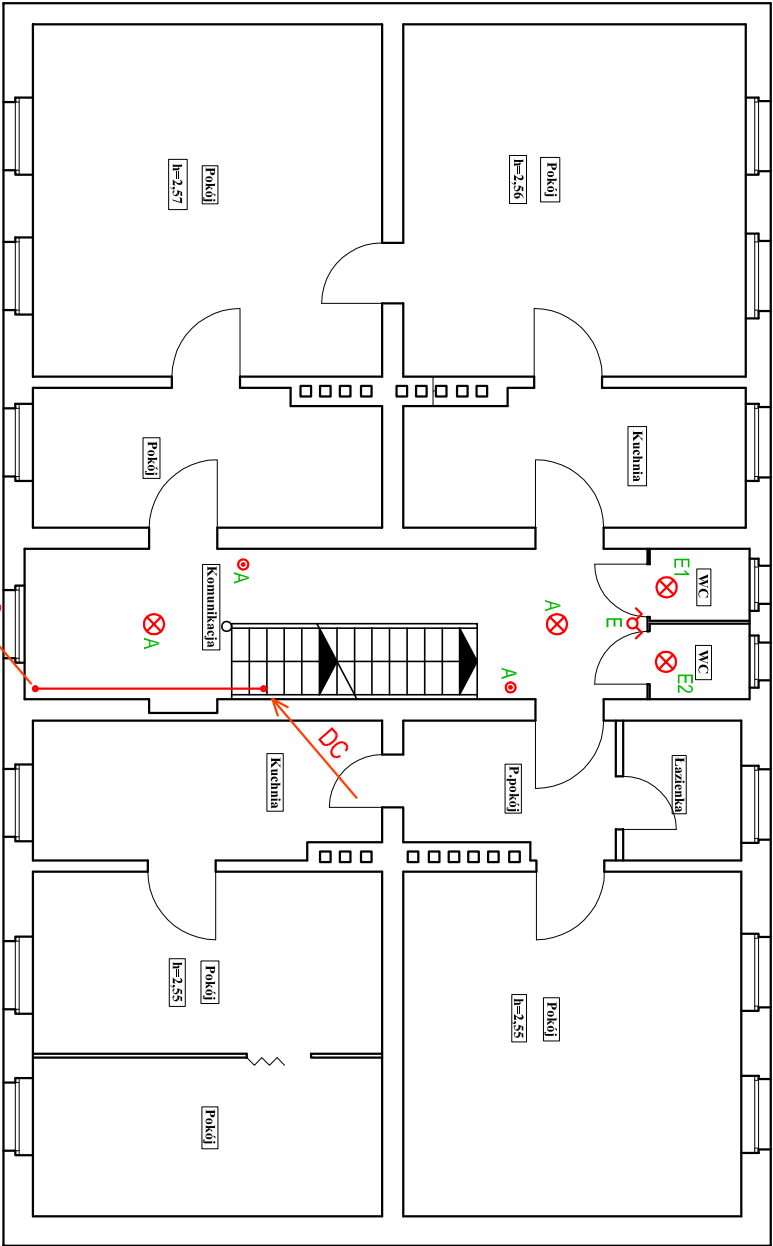 Pokój
h=2,57
Pokój
h=2,56
Pokój
Kuchnia
Komunikacja
A
A
A
A
E1
WC
E
WC
E2
DC
Kuchnia
P.pokój
Łazienka
Pokój
h=2,55
Pokój
h=2,55
Pokój